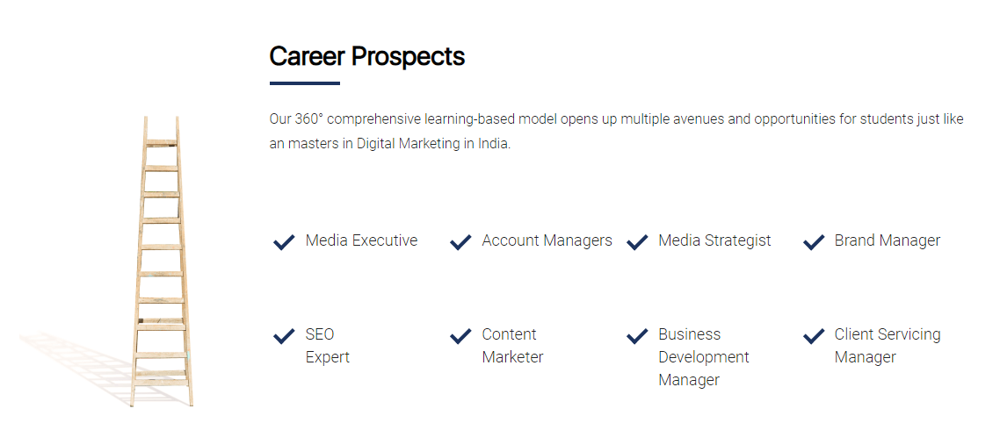 Career Prospects
Our 360° comprehensive learning-based model opens up multiple avenues and opportunities for students just like
an masters in Digital Marketing in India.
Media Executive
Account Managers
Media Strategist
Brand Manager
SEO
Expert
Content
Marketer
Business
Development
Manager
Client Servicing
Manager